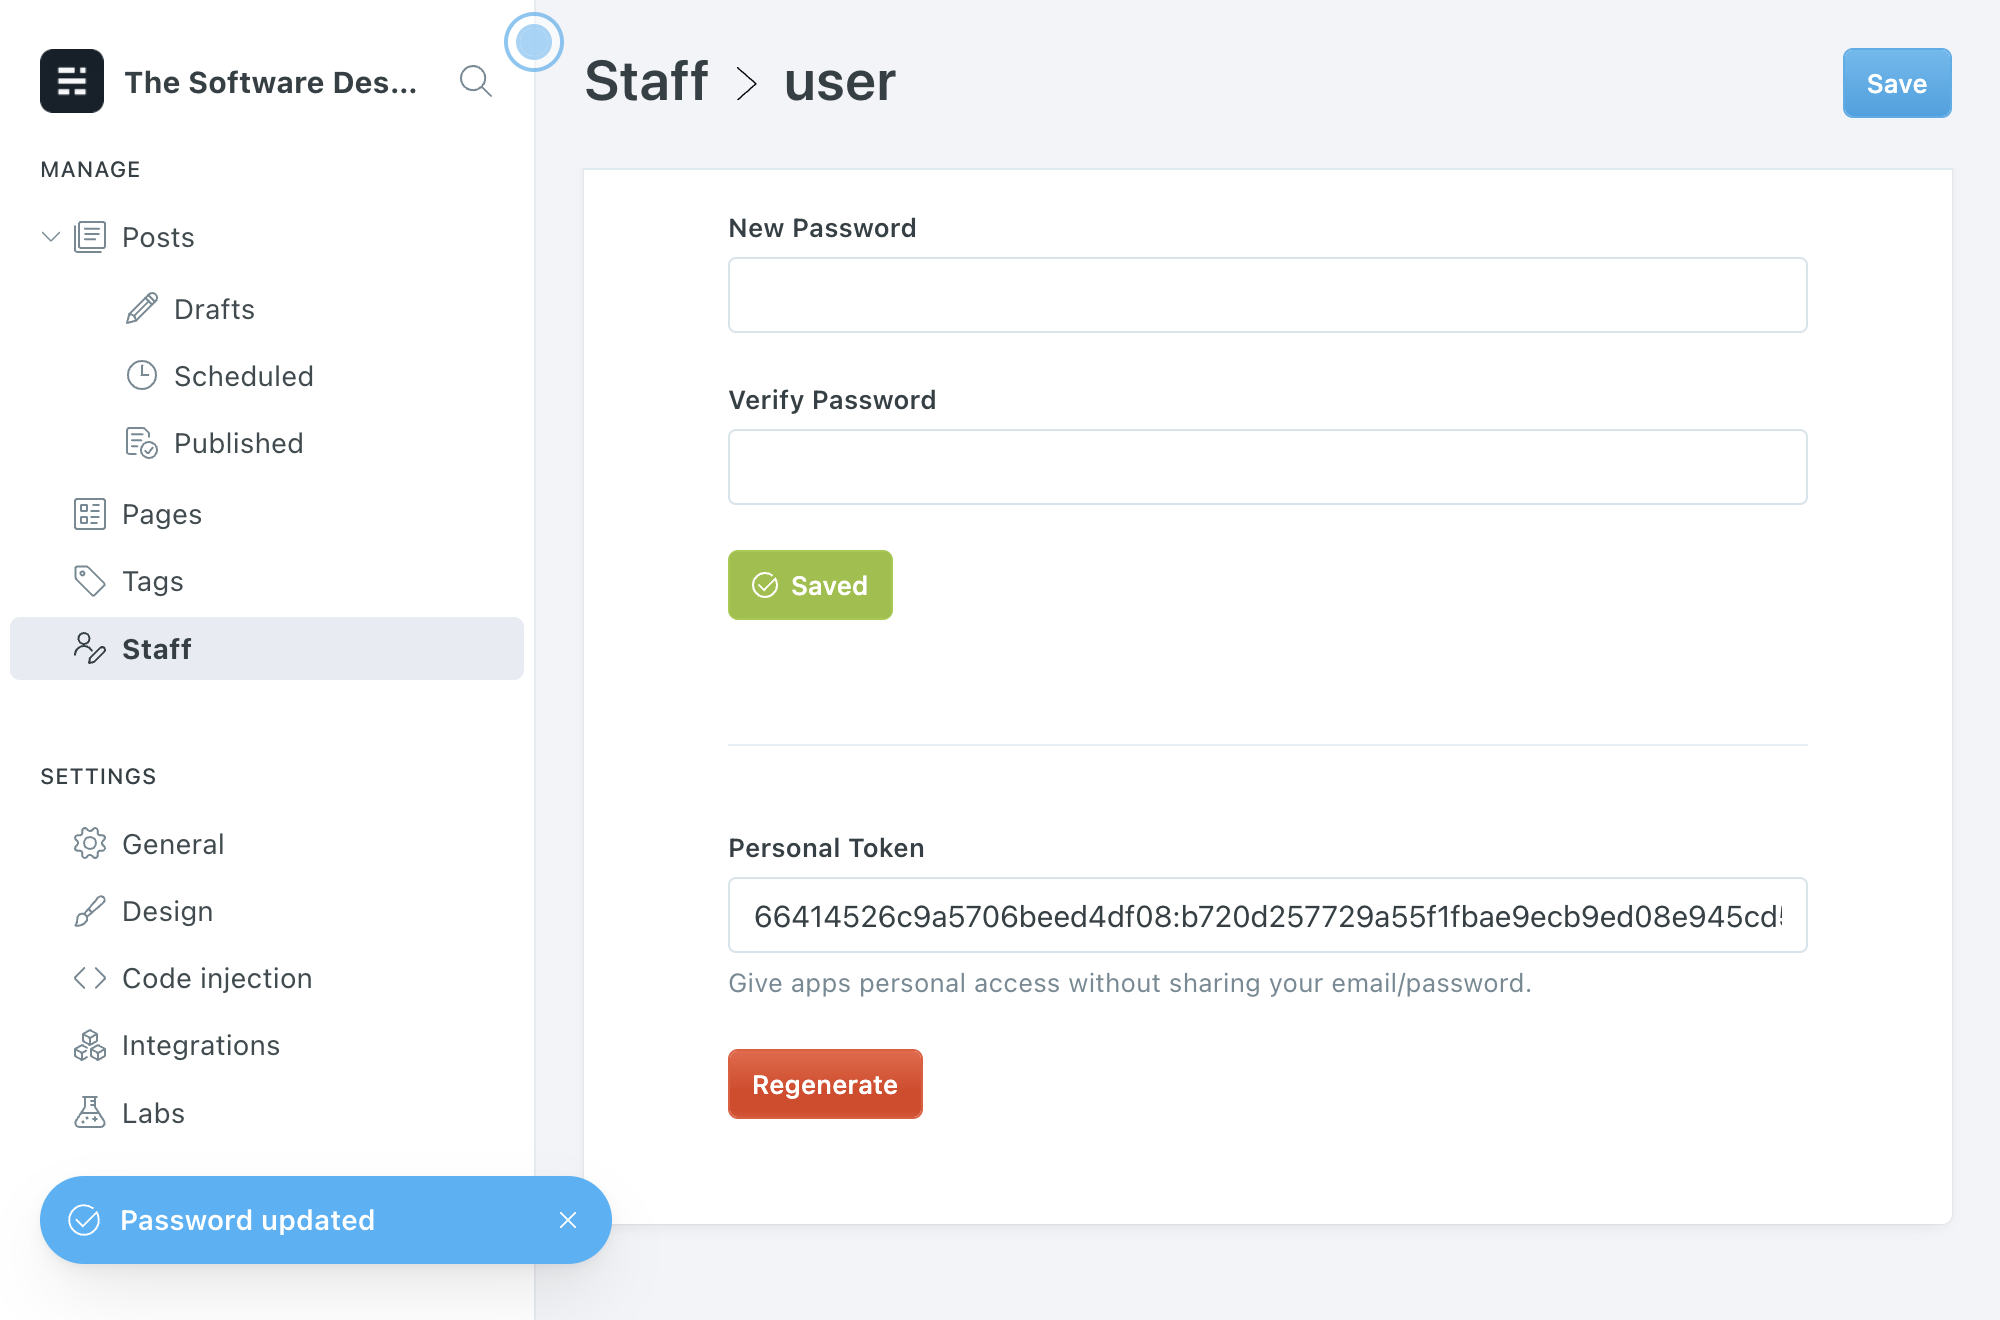 The Software Des...
MANAGE
Posts
Drafts
Scheduled
Published
Pages
Tags
Staff
SETTINGS
General
Design
Code injection
Integrations
Labs
Password updated
Staff > user
Save
New Password
Verify Password
Saved
Personal Token
66414526c9a5706beed4df08:b720d257729a55f1fbae9ecb9ed08e945cd
Give apps personal access without sharing your email/password.
Regenerate